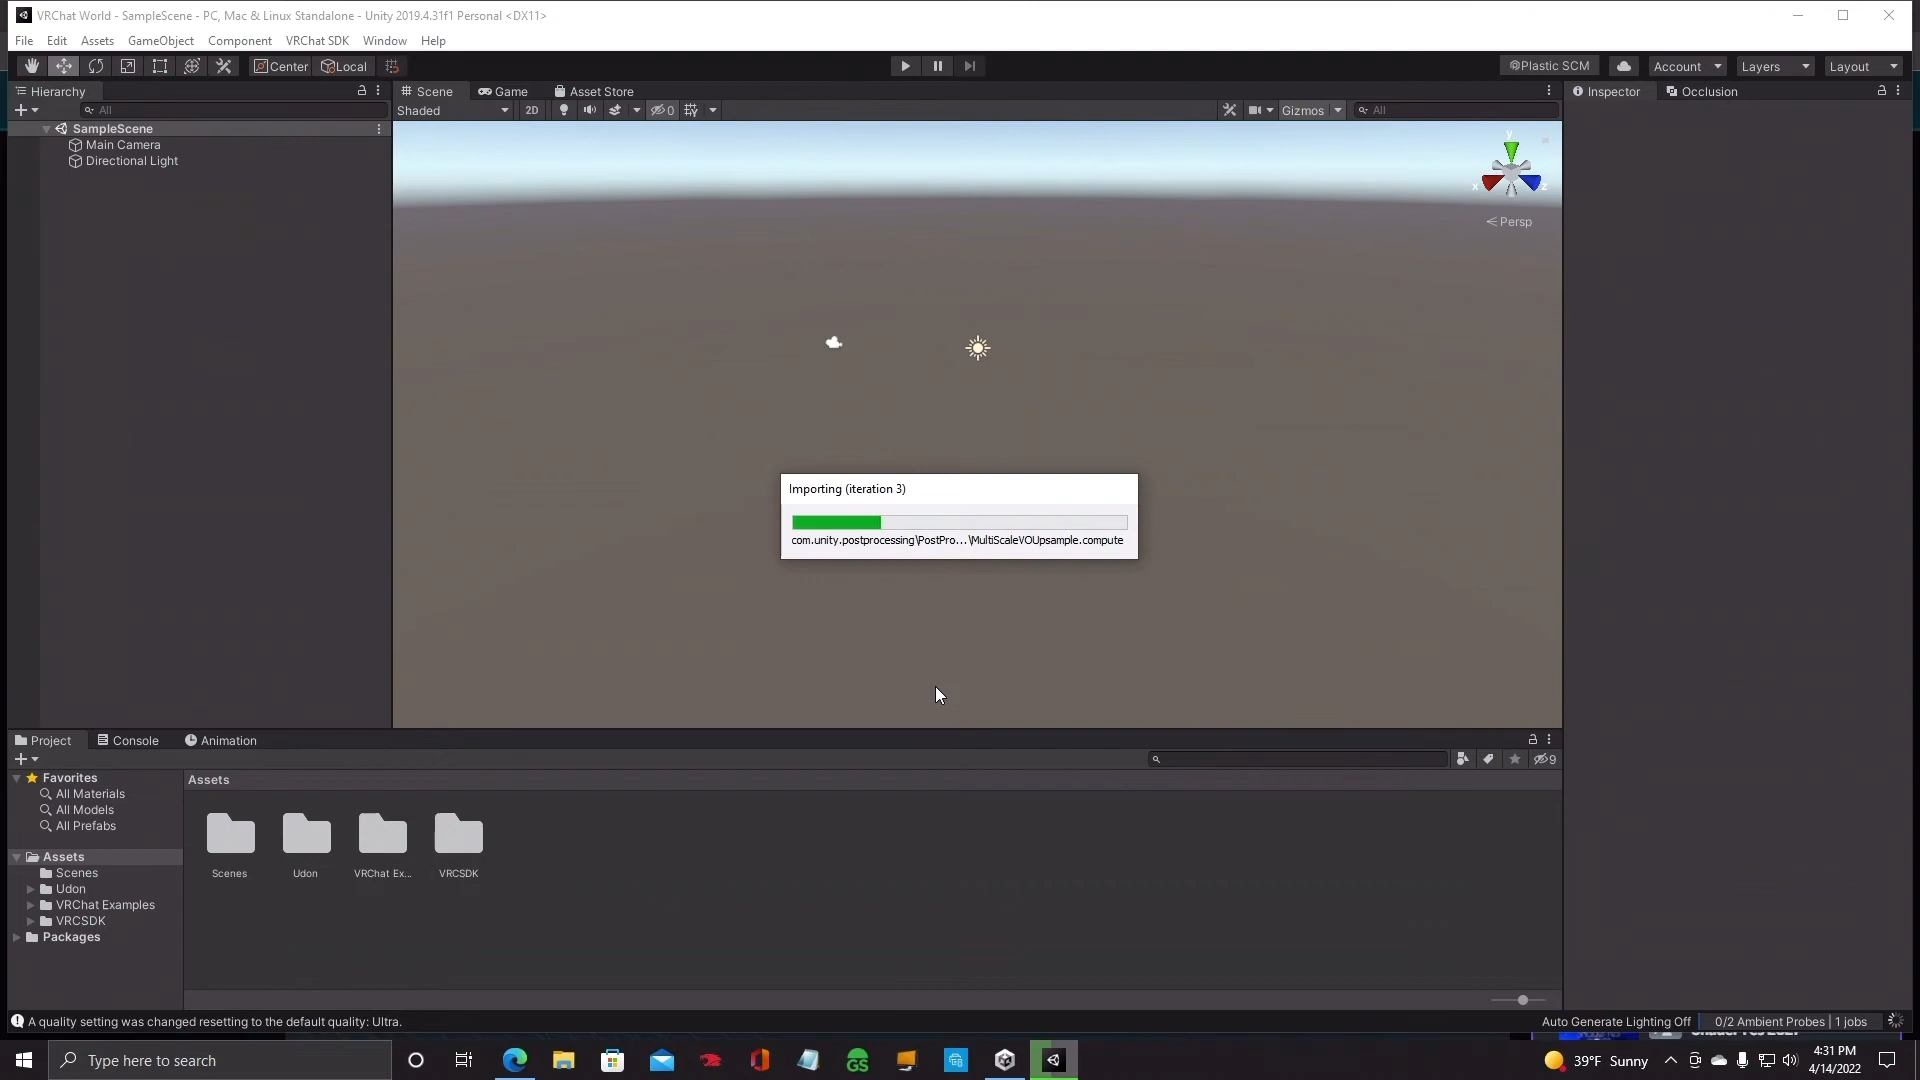 VRChat World - SampleScene - PC, Mac & Linux Standalone - Unity 2019.4.31f1 Personal <DX11>
File Edit Assets GameObject Component VRChat SDK Window Help
Center Local Plastic SCM Account Layers Layout
Hierarchy
All
SampleScene
Main Camera
Directional Light
Scene Game Asset Store
Shaded 2D 0 Gizmos All
y
x z
Persp
Inspector Occlusion
Importing (iteration 3)
com.unity.postprocessing\PostPro...\MultiScaleVOUpsample.compute
Project Console Animation
9
Favorites
All Materials
All Models
All Prefabs
Assets
Scenes
Udon
VRChat Examples
VRCSDK
Packages
Assets
Scenes Udon VRChat Ex... VRCSDK
A quality setting was changed resetting to the default quality: Ultra.
Auto Generate Lighting Off 0/2 Ambient Probes | 1 jobs
Type here to search
GS
39°F Sunny
4:31 PM
4/14/2022